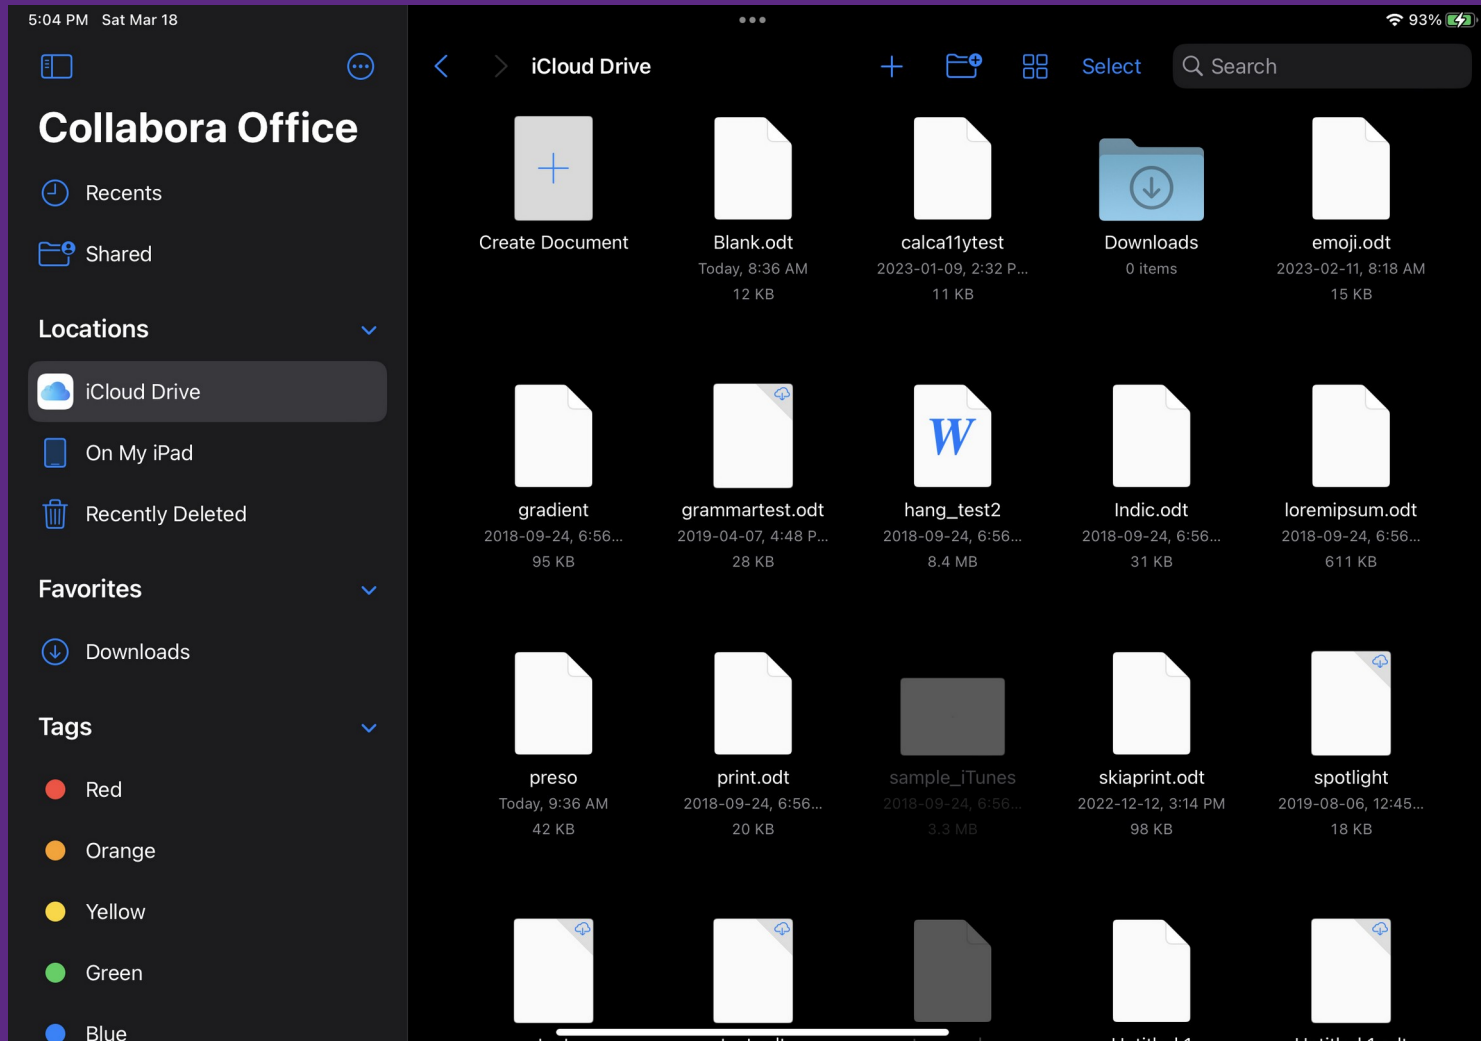 5:04 PM Sat Mar 18
93%
Collabora Office
Recents
Shared
Locations
iCloud Drive
On My iPad
Recently Deleted
Favorites
Downloads
Tags
Red
Orange
Yellow
Green
Blue
iCloud Drive
Select
Search
Create Document
Blank.odt
Today, 8:36 AM
12 KB
calca11ytest
2023-01-09, 2:32 P...
11 KB
Downloads
0 items
emoji.odt
2023-02-11, 8:18 AM
15 KB
gradient
2018-09-24, 6:56...
95 KB
grammartest.odt
2019-04-07, 4:48 P...
28 KB
W
hang_test2
2018-09-24, 6:56...
8.4 MB
Indic.odt
2018-09-24, 6:56...
31 KB
loremipsum.odt
2018-09-24, 6:56...
611 KB
preso
Today, 9:36 AM
42 KB
print.odt
2018-09-24, 6:56...
20 KB
sample_iTunes
2018-09-24, 6:56...
3.3 MB
skiaprint.odt
2022-12-12, 3:14 PM
98 KB
spotlight
2019-08-06, 12:45...
18 KB
Untitled 1